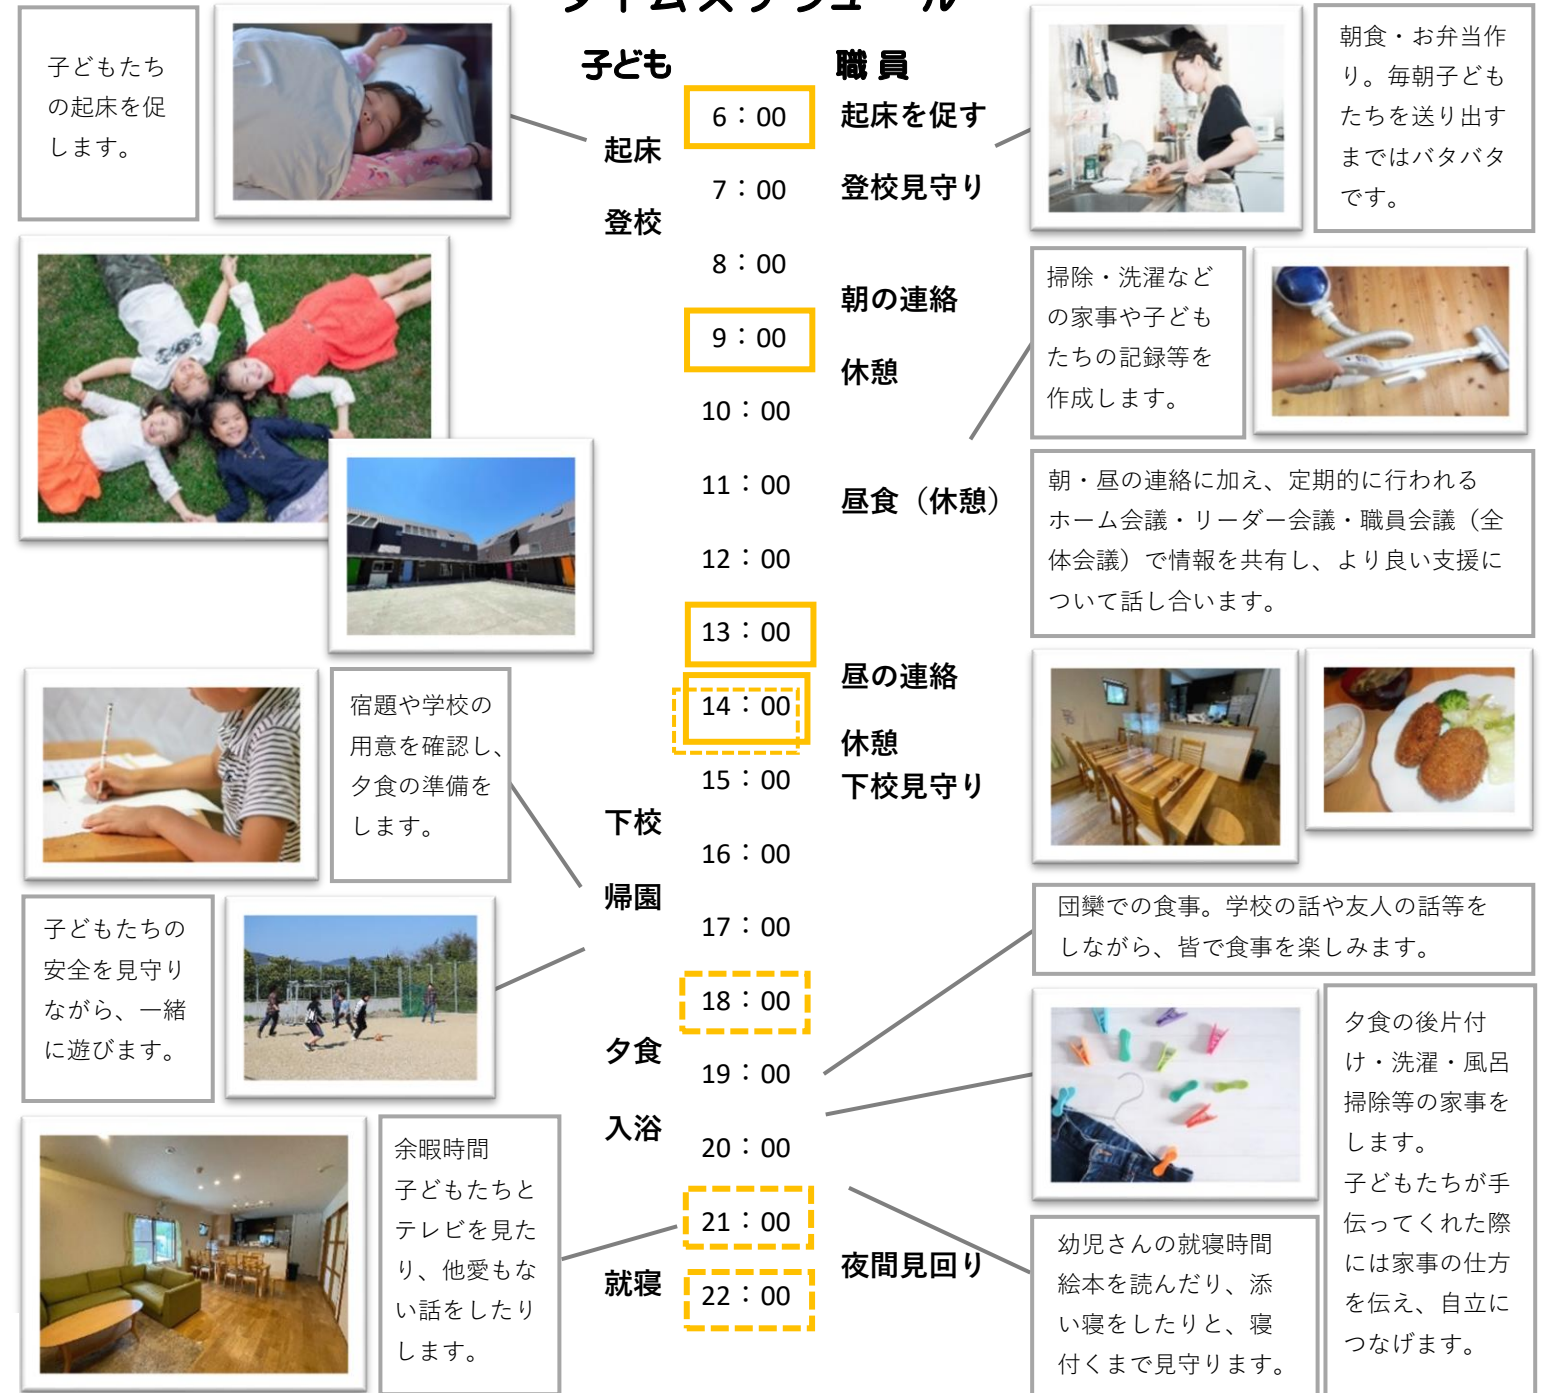 タイムスケジュール
子ども
職員
6：00
起床を促す
起床
7：00
登校見守り
登校
8：00
朝の連絡
9：00
休憩
10：00
11：00
昼食（休憩）
12：00
13：00
昼の連絡
14：00
休憩
15：00
下校見守り
下校
16：00
帰園
17：00
18：00
夕食
19：00
入浴
20：00
21：00
夜間見回り
就寝
22：00
子どもたち
の起床を促
します。
宿題や学校の
用意を確認し、
夕食の準備を
します。
子どもたちの
安全を見守り
ながら、一緒
に遊びます。
余暇時間
子どもたちと
テレビを見た
り、他愛もな
い話をしたり
します。
朝食・お弁当作
り。毎朝子ども
たちを送り出す
まではバタバタ
です。
掃除・洗濯など
の家事や子ども
たちの記録等を
作成します。
朝・昼の連絡に加え、定期的に行われる
ホーム会議・リーダー会議・職員会議（全
体会議）で情報を共有し、より良い支援に
ついて話し合います。
団欒での食事。学校の話や友人の話等を
しながら、皆で食事を楽しみます。
夕食の後片付
け・洗濯・風呂
掃除等の家事を
します。
子どもたちが手
伝ってくれた際
には家事の仕方
を伝え、自立に
つなげます。
幼児さんの就寝時間
絵本を読んだり、添
い寝をしたりと、寝
付くまで見守ります。